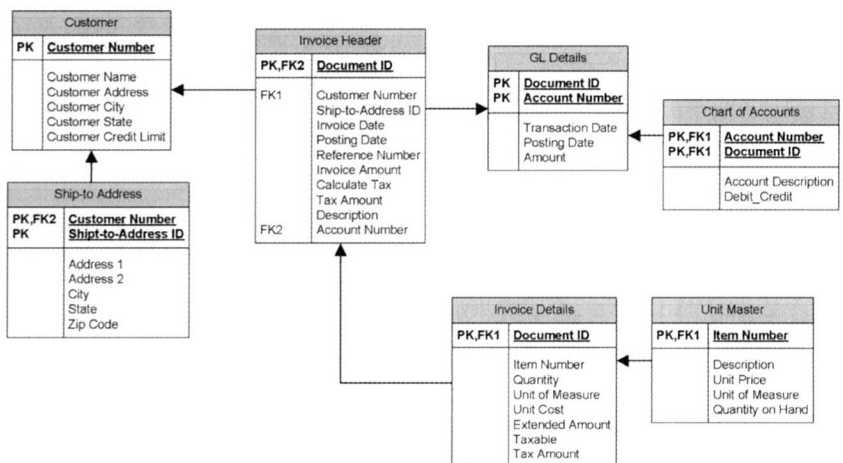 Customer
PK Customer Number
Customer Name
Customer Address
Customer City
Customer State
Customer Credit Limit
Ship-to Address
PK,FK2 Customer Number
PK Shipt-to-Address ID
Address 1
Address 2
City
State
Zip Code
Invoice Header
PK,FK2 Document ID
FK1 Customer Number
Ship-to-Address ID
Invoice Date
Posting Date
Reference Number
Invoice Amount
Calculate Tax
Tax Amount
Description
FK2 Account Number
GL Details
PK Document ID
PK Account Number
Transaction Date
Posting Date
Amount
Chart of Accounts
PK,FK1 Account Number
PK,FK1 Document ID
Account Description
Debit_Credit
Invoice Details
PK,FK1 Document ID
Item Number
Quantity
Unit of Measure
Unit Cost
Extended Amount
Taxable
Tax Amount
Unit Master
PK,FK1 Item Number
Description
Unit Price
Unit of Measure
Quantity on Hand